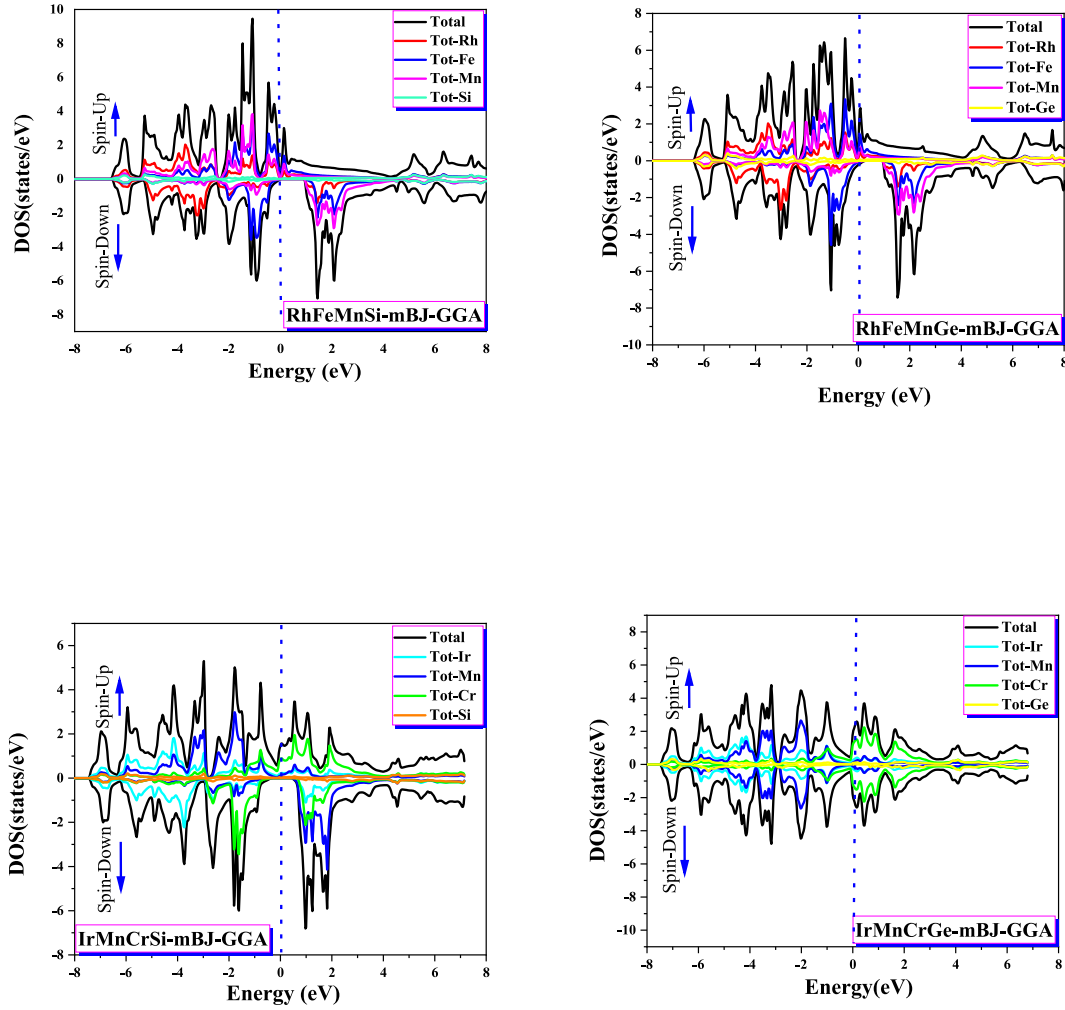 10
8
6
4
2
0
-2
-4
-6
-8
DOS(states/eV)
Spin-Up
Spin-Down
Total
Tot-Rh
Tot-Fe
Tot-Mn
Tot-Si
RhFeMnSi-mBJ-GGA
-8 -6 -4 -2 0 2 4 6 8
Energy (eV)
8
6
4
2
0
-2
-4
-6
-8
-10
DOS(states/eV)
Spin-Up
Spin-Down
Total
Tot-Rh
Tot-Fe
Tot-Mn
Tot-Ge
RhFeMnGe-mBJ-GGA
-8 -6 -4 -2 0 2 4 6 8
Energy (eV)
6
4
2
0
-2
-4
-6
-8
DOS(states/eV)
Spin-Up
Spin-Down
Total
Tot-Ir
Tot-Mn
Tot-Cr
Tot-Si
IrMnCrSi-mBJ-GGA
-8 -6 -4 -2 0 2 4 6 8
Energy (eV)
8
6
4
2
0
-2
-4
-6
-8
-10
DOS(states/eV)
Spin-Up
Spin-Down
Total
Tot-Ir
Tot-Mn
Tot-Cr
Tot-Ge
IrMnCrGe-mBJ-GGA
-8 -6 -4 -2 0 2 4 6 8
Energy(eV)